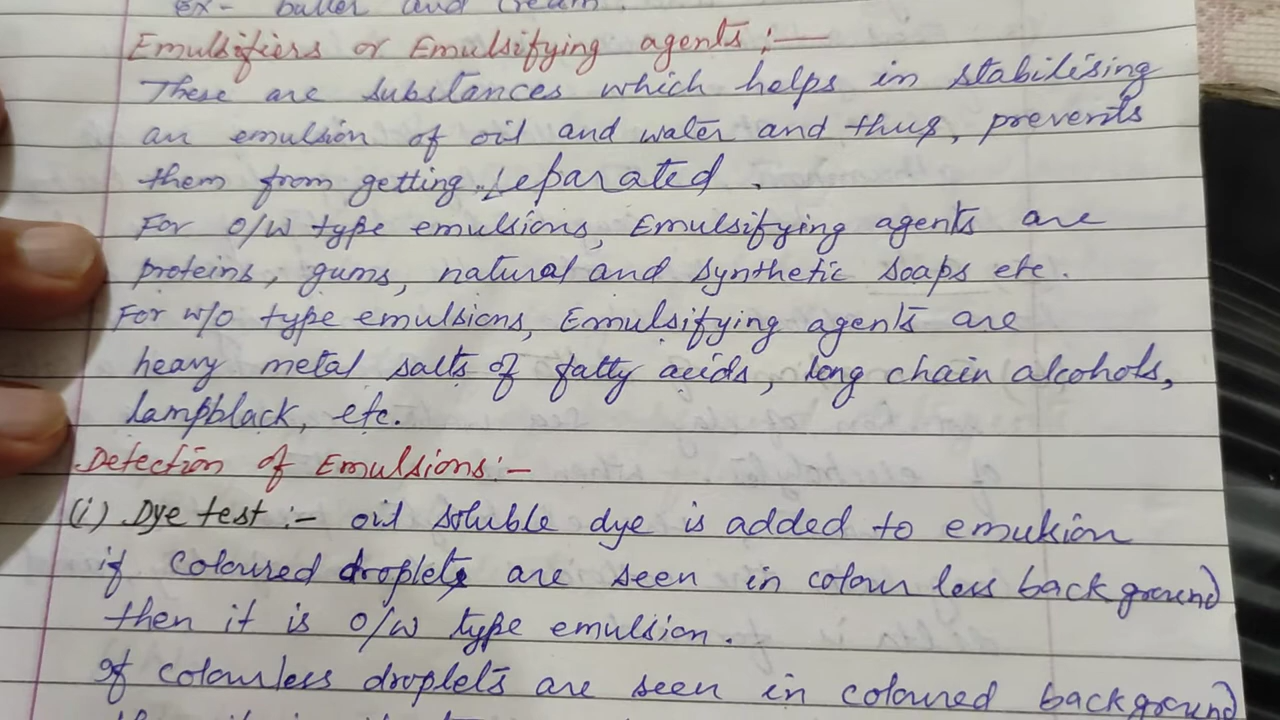 ex- butter and cream.
Emulsifiers or Emulsifying agents :—
These are substances which helps in stabilising
an emulsion of oil and water and thus, prevents
them from getting separated.
For O/W type emulsions, Emulsifying agents are
proteins, gums, natural and synthetic soaps etc.
For W/O type emulsions, Emulsifying agents are
heavy metal salts of fatty acids, long chain alcohols,
lampblack, etc.
Detection of Emulsions :-
(i) Dye test :- oil soluble dye is added to emulsion
if coloured droplets are seen in colour less background
then it is O/W type emulsion.
If colourless droplets are seen in coloured background